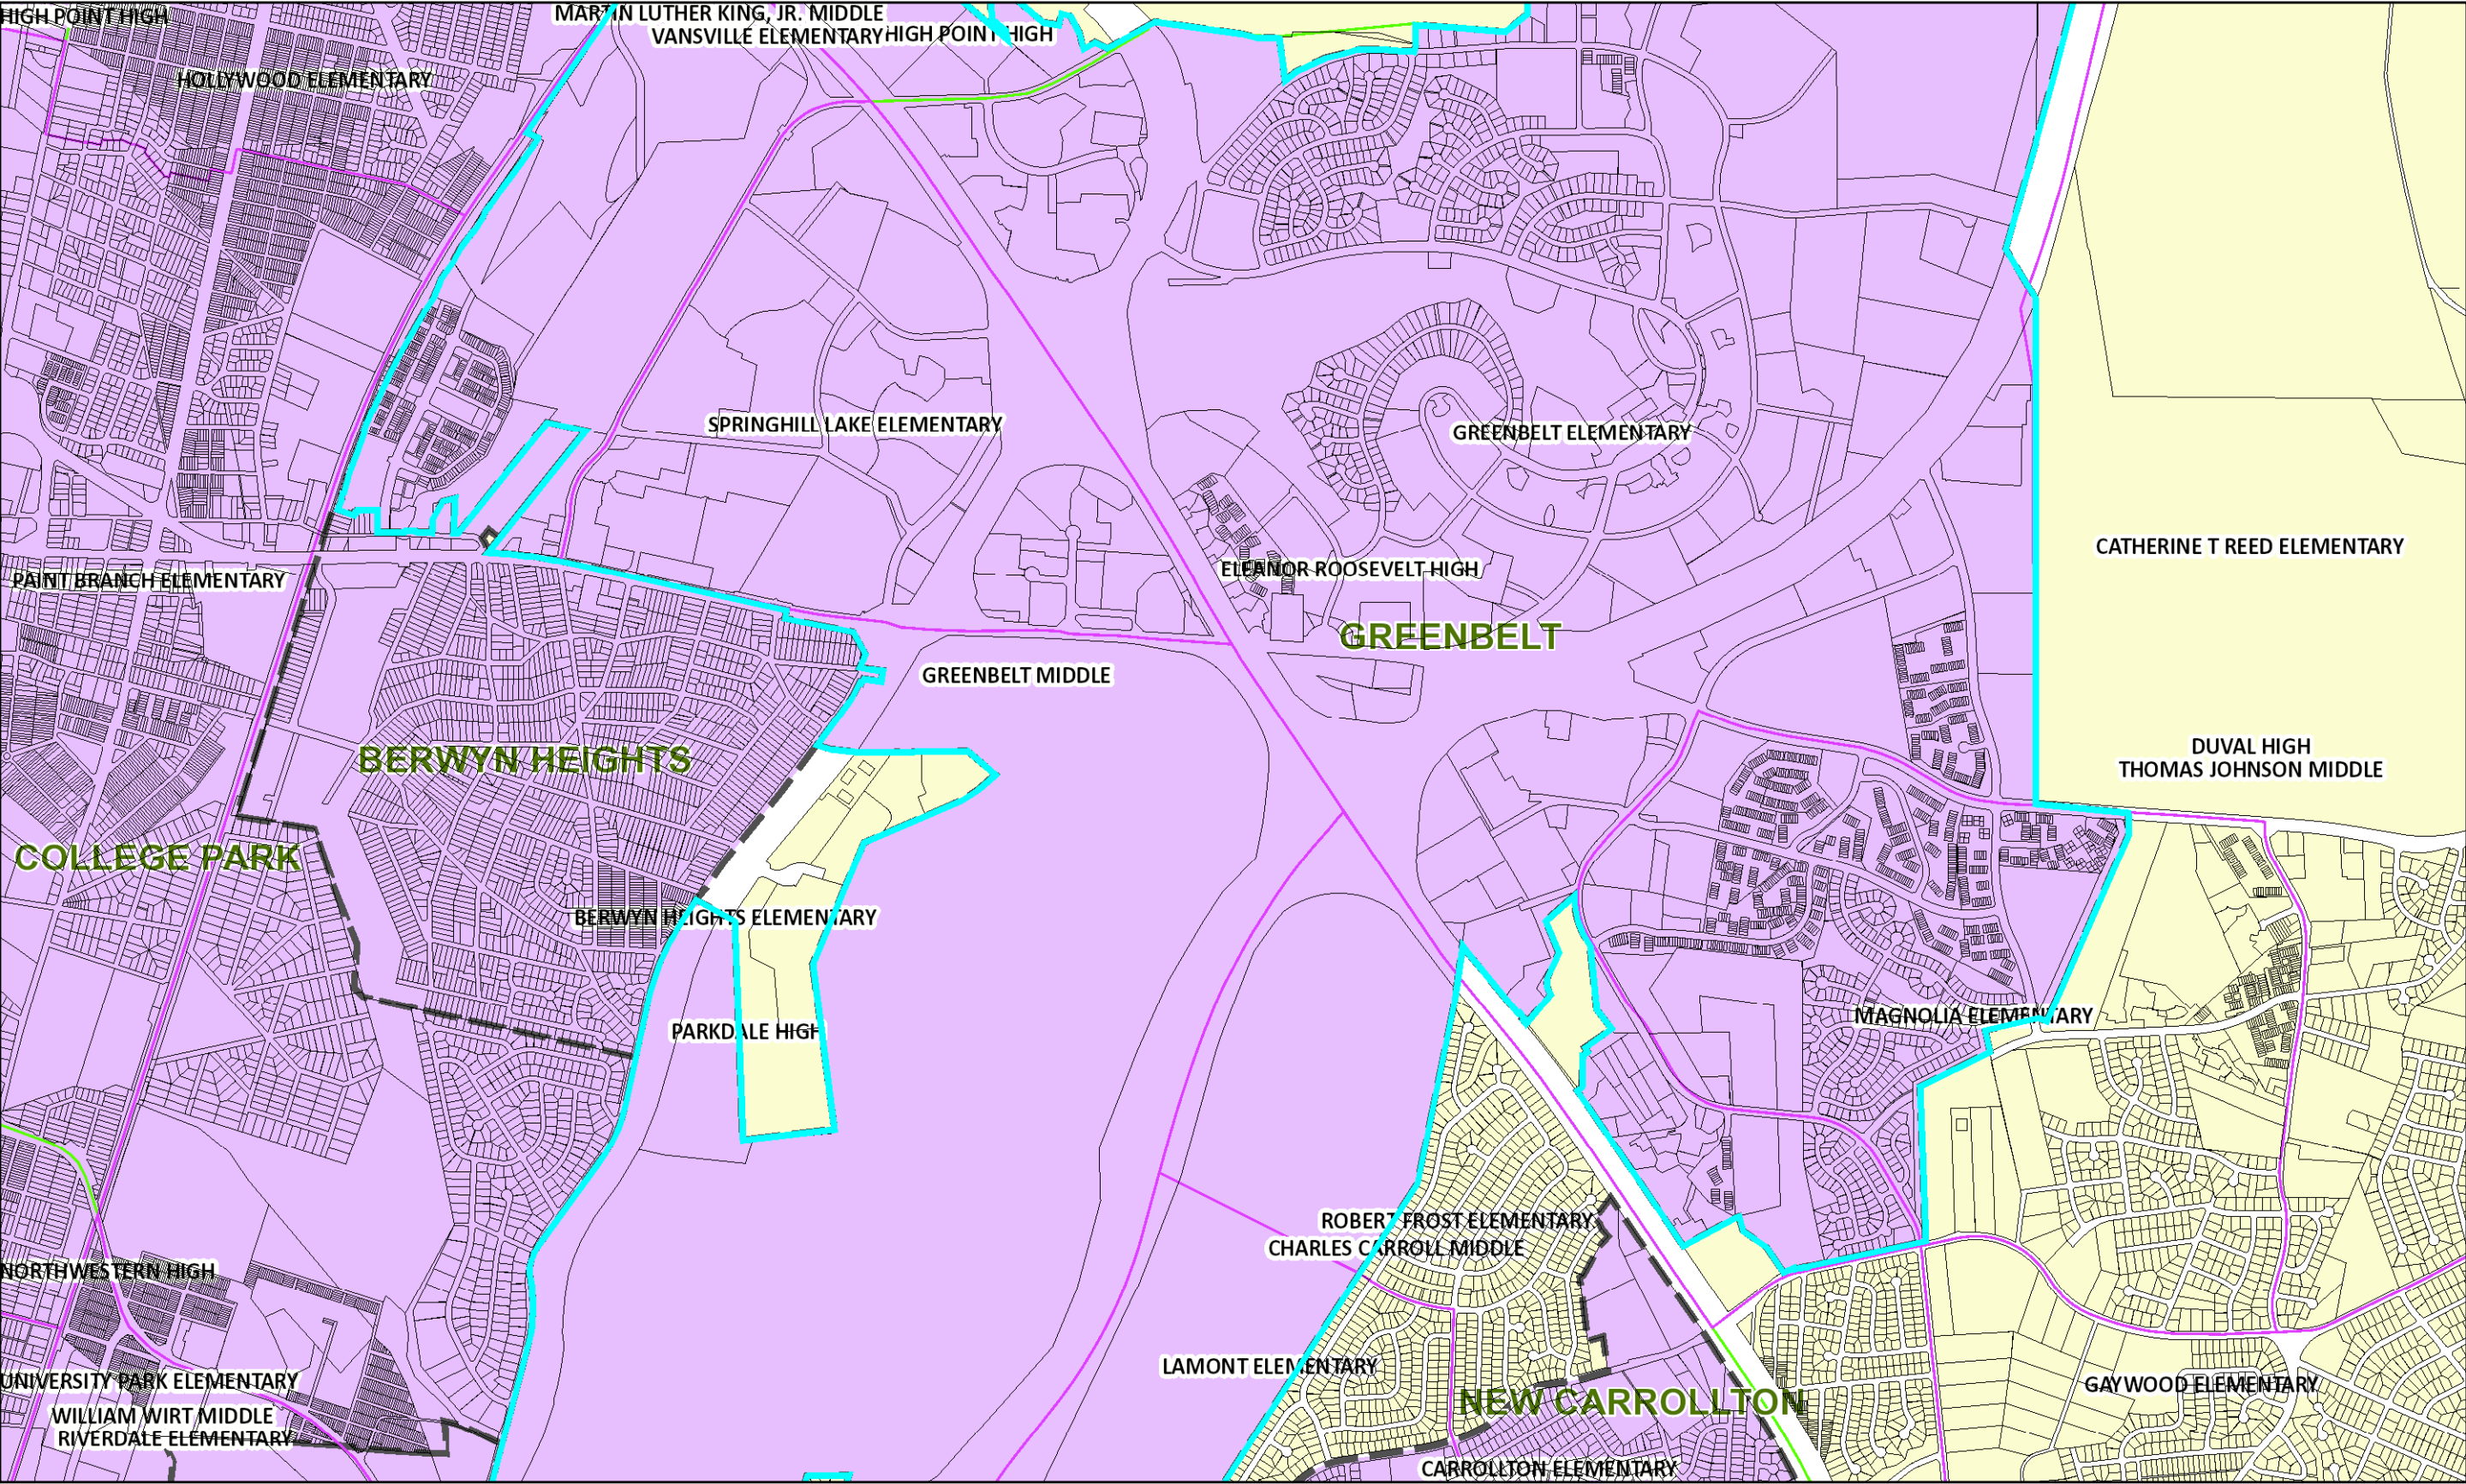 HIGH POINT HIGH
MARTIN LUTHER KING, JR. MIDDLE
VANSVILLE ELEMENTARY
HIGH POINT HIGH
HOLLYWOOD ELEMENTARY
SPRINGHILL LAKE ELEMENTARY
GREENBELT ELEMENTARY
CATHERINE T REED ELEMENTARY
ELEANOR ROOSEVELT HIGH
PAINT BRANCH ELEMENTARY
GREENBELT
GREENBELT MIDDLE
BERWYN HEIGHTS
DUVAL HIGH
THOMAS JOHNSON MIDDLE
COLLEGE PARK
BERWYN HEIGHTS ELEMENTARY
MAGNOLIA ELEMENTARY
PARKDALE HIGH
ROBERT FROST ELEMENTARY
CHARLES CARROLL MIDDLE
NORTHWESTERN HIGH
LAMONT ELEMENTARY
UNIVERSITY PARK ELEMENTARY
GAYWOOD ELEMENTARY
NEW CARROLLTON
WILLIAM WIRT MIDDLE
RIVERDALE ELEMENTARY
CARROLLTON ELEMENTARY